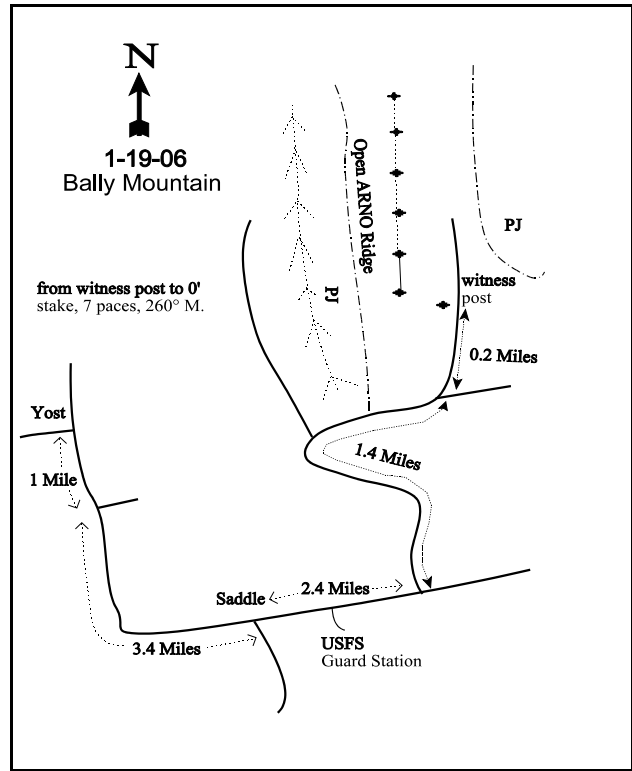 N
1-19-06
Bally Mountain
Open ARNO Ridge
PJ
PJ
from witness post to 0'
stake, 7 paces, 260° M.
witness
post
0.2 Miles
Yost
1 Mile
1.4 Miles
Saddle
2.4 Miles
3.4 Miles
USFS
Guard Station